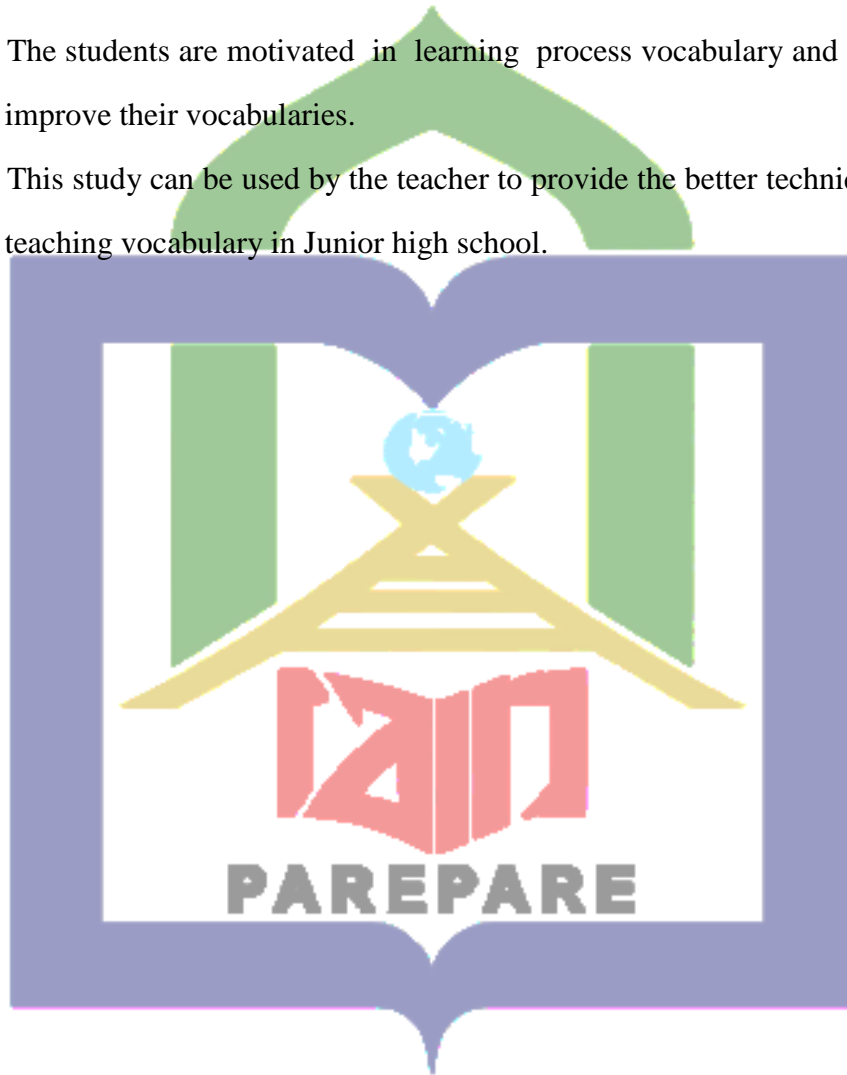 The students are motivated in learning process vocabulary and
improve their vocabularies.
This study can be used by the teacher to provide the better
teaching vocabulary in Junior high school.
iain
PAREPARE